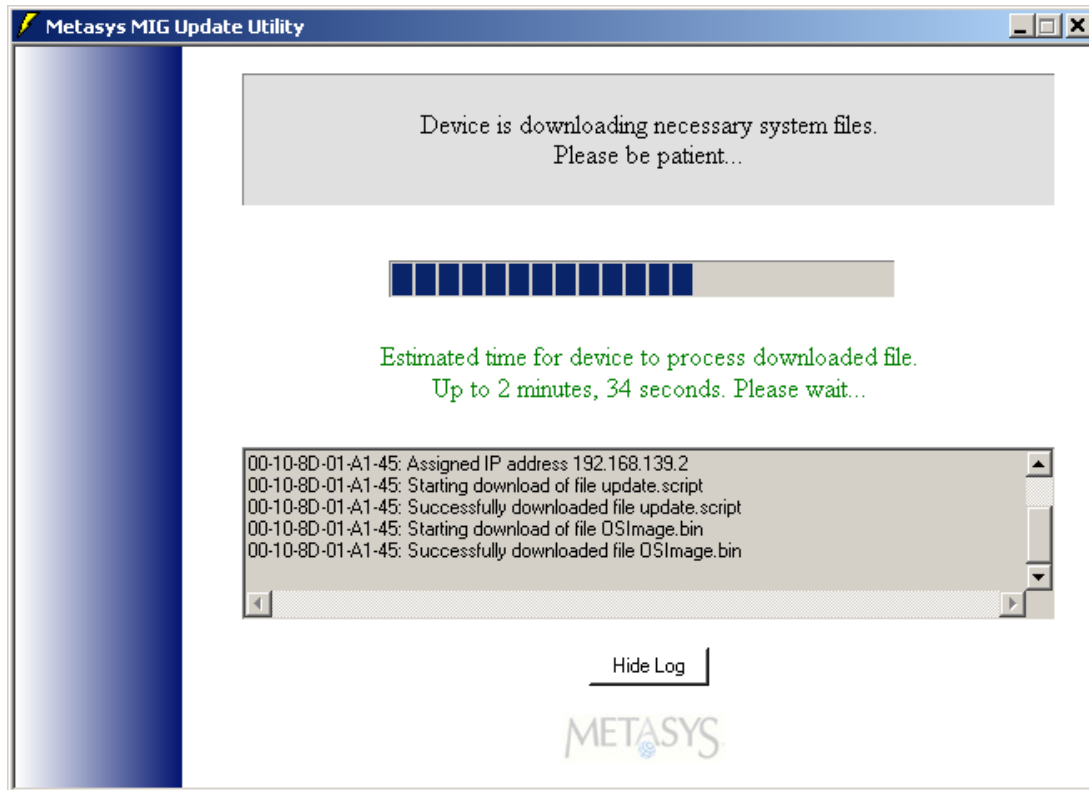 Metasys MIG Update Utility
Device is downloading necessary system files.
Please be patient...
Estimated time for device to process downloaded file.
Up to 2 minutes, 34 seconds. Please wait...
00-10-8D-01-A1-45: Assigned IP address 192.168.139.2
00-10-8D-01-A1-45: Starting download of file update.script
00-10-8D-01-A1-45: Successfully downloaded file update.script
00-10-8D-01-A1-45: Starting download of file OSImage.bin
00-10-8D-01-A1-45: Successfully downloaded file OSImage.bin
Hide Log
METASYS